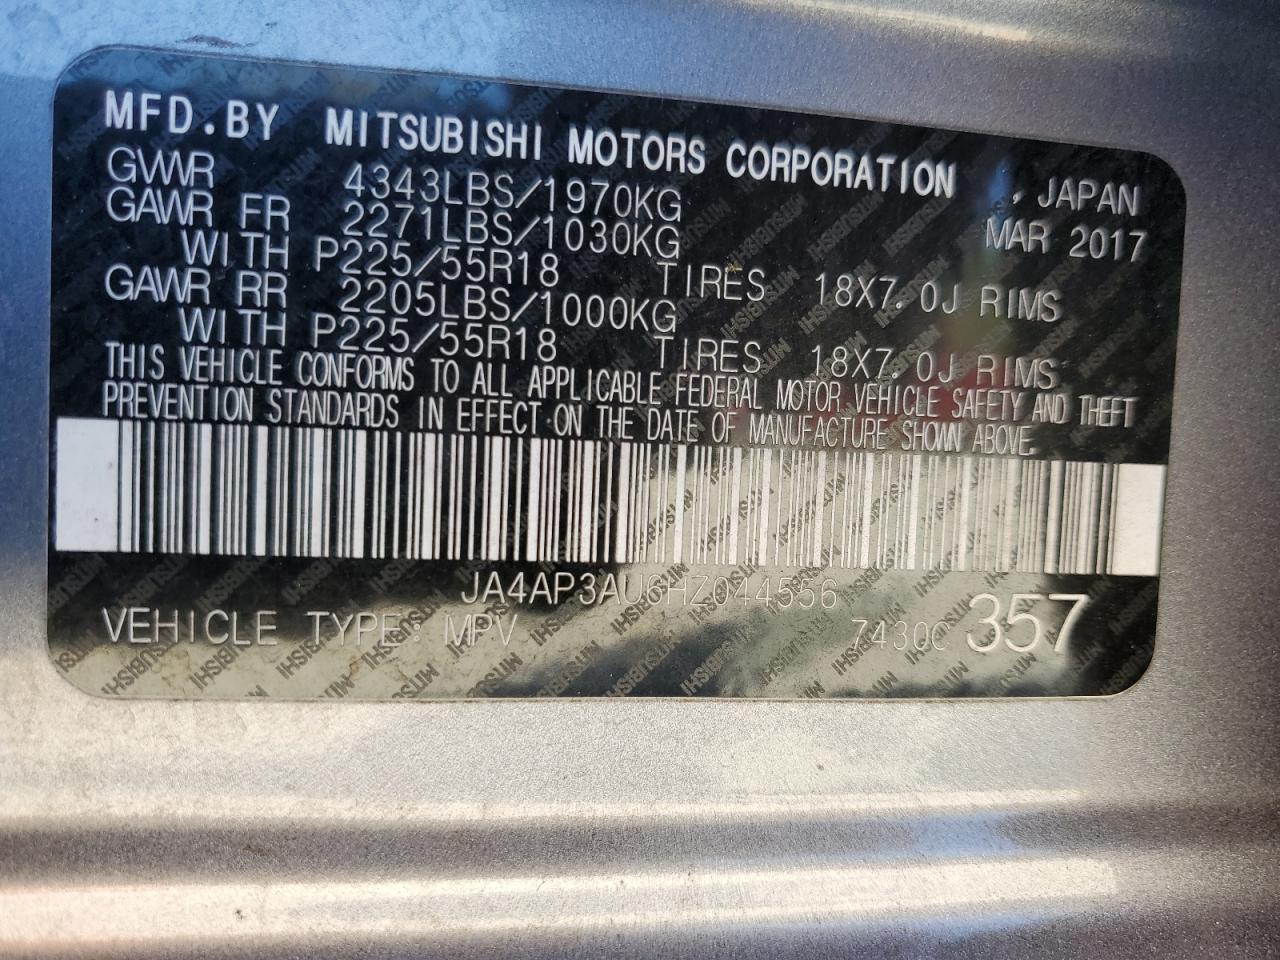 MFD.BY MITSUBISHI MOTORS CORPORATION , JAPAN
GVWR 4343LBS/1970KG MAR 2017
GAWR FR 2271LBS/1030KG
WITH P225/55R18 TIRES 18X7.0J RIMS
GAWR RR 2205LBS/1000KG
WITH P225/55R18 TIRES 18X7.0J RIMS
THIS VEHICLE CONFORMS TO ALL APPLICABLE FEDERAL MOTOR VEHICLE SAFETY AND THEFT
PREVENTION STANDARDS IN EFFECT ON THE DATE OF MANUFACTURE SHOWN ABOVE.
JA4AP3AU6HZ044556
VEHICLE TYPE: MPV 7430C 357